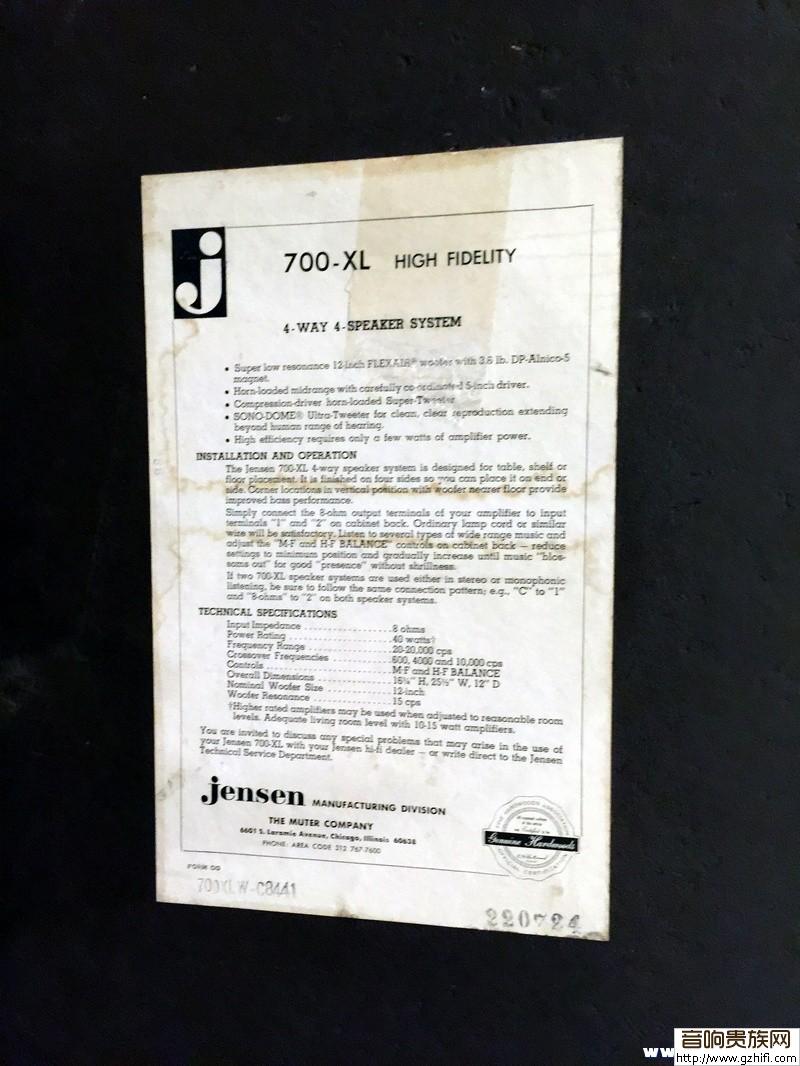 j
700-XL HIGH FIDELITY
4-WAY 4-SPEAKER SYSTEM
• Super low resonance 12-inch FLEXAIR® woofer with 3.6 lb. DP-Alnico-5
magnet.
• Horn-loaded midrange with carefully co-ordinated 5-inch driver.
• Compression-driver horn-loaded Super-Tweeter
• SONO-DOME® Ultra-Tweeter for clean, clear reproduction extending
beyond human range of hearing.
• High efficiency requires only a few watts of amplifier power.
INSTALLATION AND OPERATION
The Jensen 700-XL 4-way speaker system is designed for table, shelf or
floor placement. It is finished on four sides so you can place it on end or
side. Corner locations in vertical position with woofer nearer floor provide
improved bass performance.
Simply connect the 8-ohm output terminals of your amplifier to input
terminals "1" and "2" on cabinet back. Ordinary lamp cord or similar
wire will be satisfactory. Listen to several types of wide range music and
adjust the "M-F and H-F BALANCE" controls on cabinet back — reduce
settings to minimum position and gradually increase until music "blos-
soms out" for good "presence" without shrillness.
If two 700-XL speaker systems are used either in stereo or monophonic
listening, be sure to follow the same connection pattern; e.g., "C" to "1"
and "8-ohms" to "2" on both speaker systems.
TECHNICAL SPECIFICATIONS
Input Impedance ..................8 ohms
Power Rating ......................40 watts†
Frequency Range ..................20-20,000 cps
Crossover Frequencies ............600, 4000 and 10,000 cps
Controls ..........................M-F and H-F BALANCE
Overall Dimensions ................16¼" H, 25½" W, 12" D
Nominal Woofer Size ..............12-inch
Woofer Resonance ................15 cps
†Higher rated amplifiers may be used when adjusted to reasonable room
levels. Adequate living room level with 10-15 watt amplifiers.
You are invited to discuss any special problems that may arise in the use of
your Jensen 700-XL with your Jensen hi-fi dealer — or write direct to the Jensen
Technical Service Department.
jensen MANUFACTURING DIVISION
THE MUTER COMPANY
6601 S. Laramie Avenue, Chicago, Illinois 60638
PHONE: AREA CODE 312 767-7600
Genuine Hardwoods
FORM DD
700XLW-C8441
220724
音响贵族网
www.
http://www.gzhifi.com